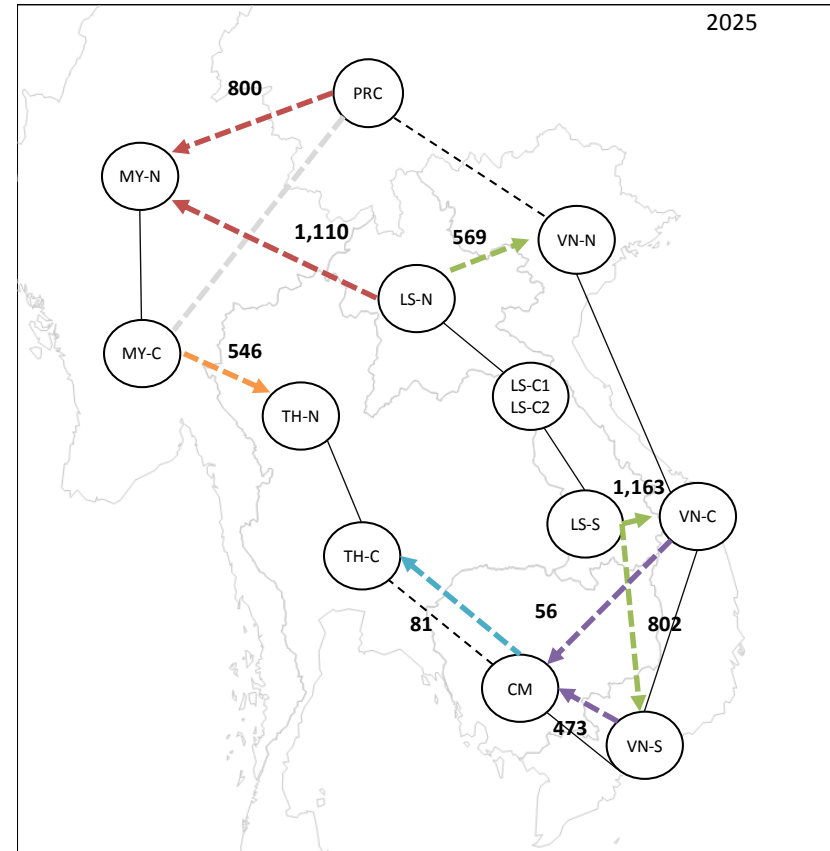 2025
PRC
800
MY-N
1,110
569
VN-N
LS-N
MY-C
546
TH-N
LS-C1
LS-C2
1,163
LS-S
VN-C
TH-C
81
56
802
CM
473
VN-S